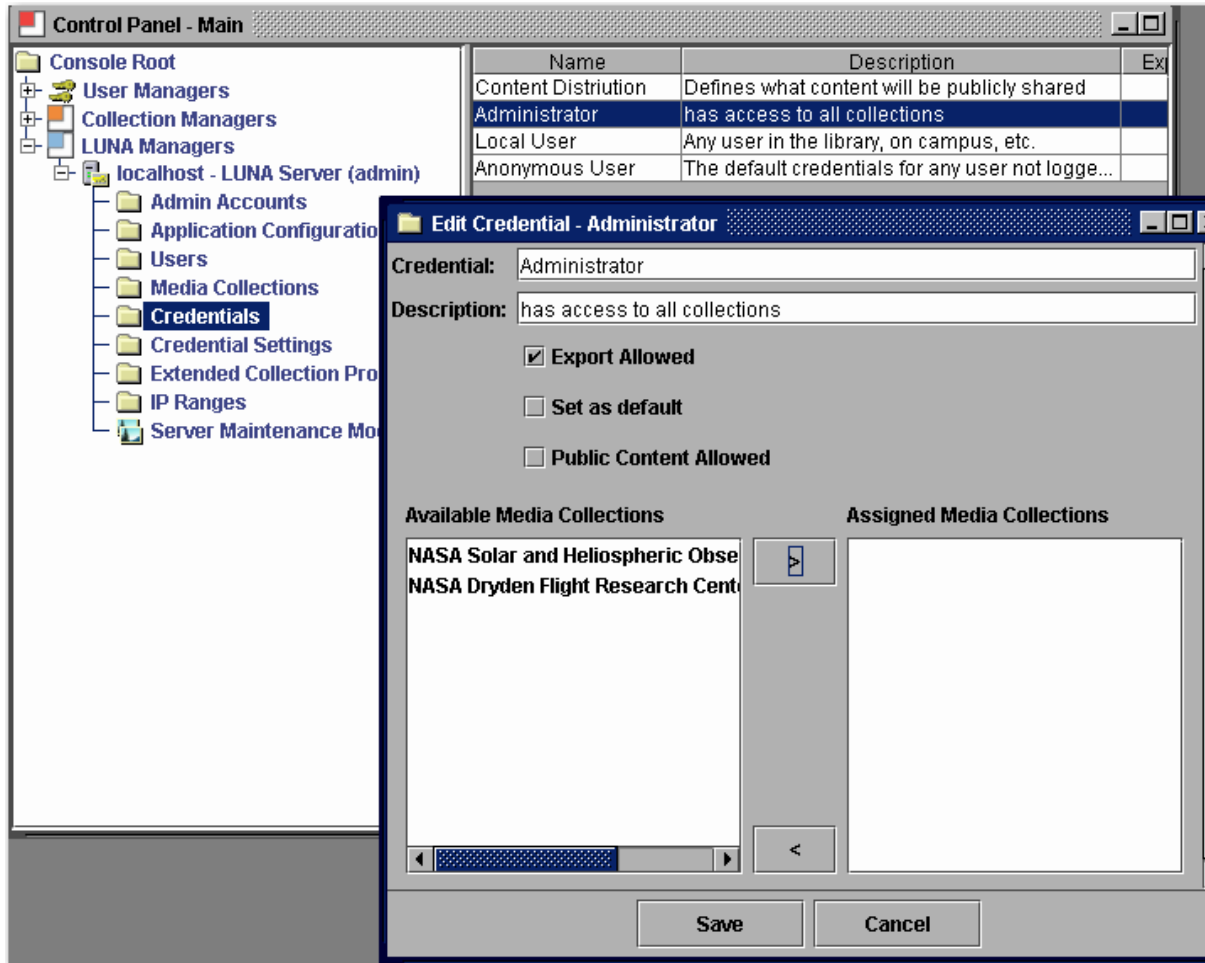 Control Panel - Main
Console Root
User Managers
Collection Managers
LUNA Managers
localhost - LUNA Server (admin)
Admin Accounts
Application Configuratio
Users
Media Collections
Credentials
Credential Settings
Extended Collection Pro
IP Ranges
Server Maintenance Mo
Name Description Exp
Content Distriution Defines what content will be publicly shared
Administrator has access to all collections
Local User Any user in the library, on campus, etc.
Anonymous User The default credentials for any user not logge...
Edit Credential - Administrator
Credential: Administrator
Description: has access to all collections
Export Allowed
Set as default
Public Content Allowed
Available Media Collections
NASA Solar and Heliospheric Obse
NASA Dryden Flight Research Cent
>
<
Assigned Media Collections
Save Cancel